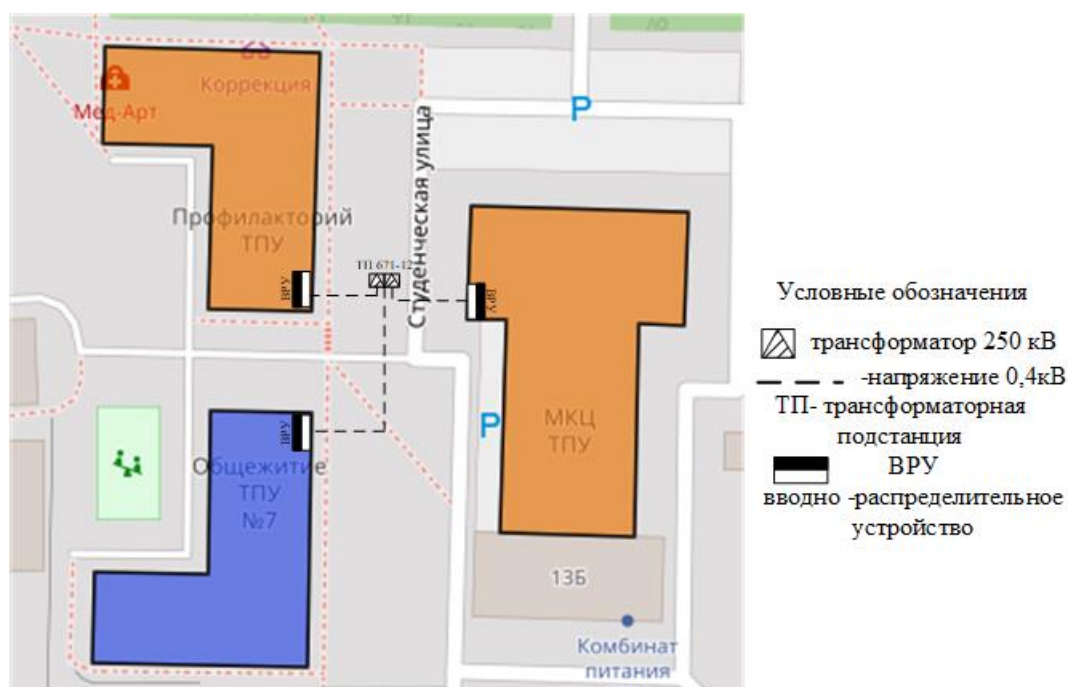 Коррекция
Мед-Арт
P
Студенческая улица
Профилакторий
ТПУ
ТП 671-12
ВРУ
ВРУ
Условные обозначения
трансформатор 250 кВ
-напряжение 0,4кВ
ТП- трансформаторная
подстанция
ВРУ
вводно -распределительное
устройство
P
МКЦ
ТПУ
ВРУ
Общежитие
ТПУ
№7
13Б
Комбинат
питания